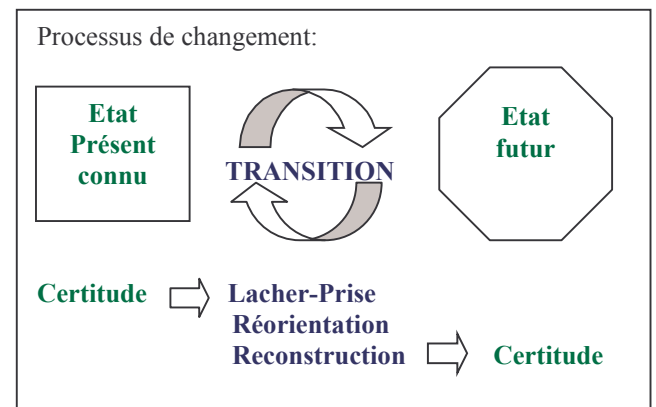 Processus de changement:
Etat
Présent
connu
TRANSITION
Etat
futur
Certitude
Lacher-Prise
Réorientation
Reconstruction
Certitude